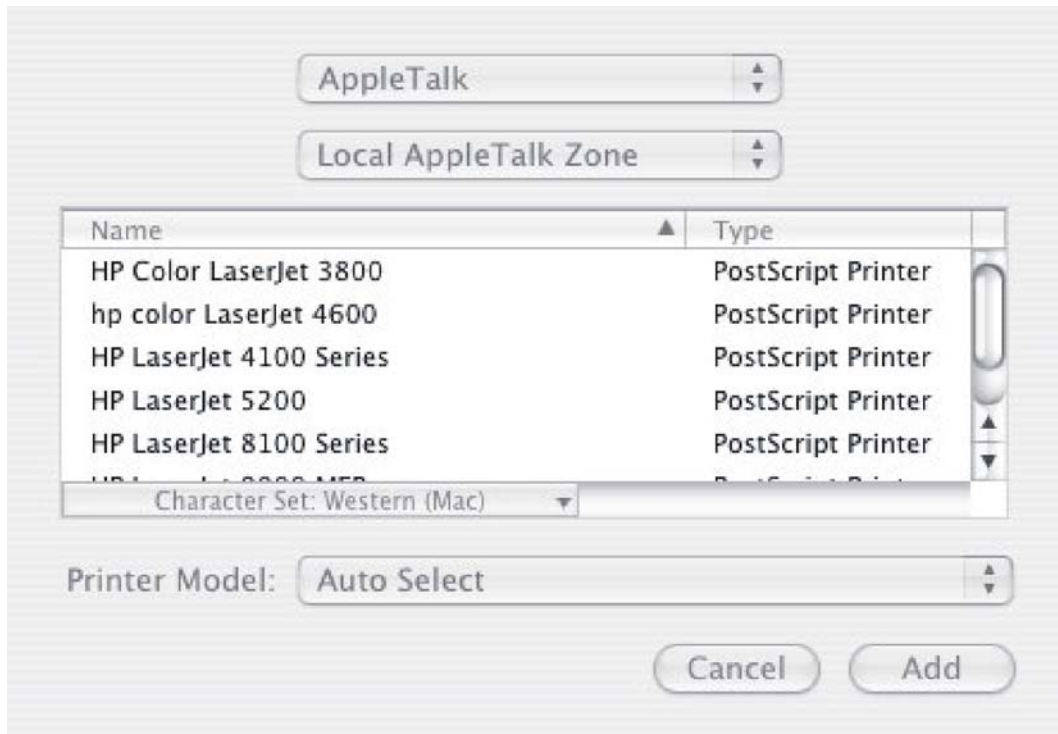 AppleTalk
Local AppleTalk Zone
Name Type
HP Color LaserJet 3800 PostScript Printer
hp color LaserJet 4600 PostScript Printer
HP LaserJet 4100 Series PostScript Printer
HP LaserJet 5200 PostScript Printer
HP LaserJet 8100 Series PostScript Printer
Character Set: Western (Mac)
Printer Model: Auto Select
Cancel Add